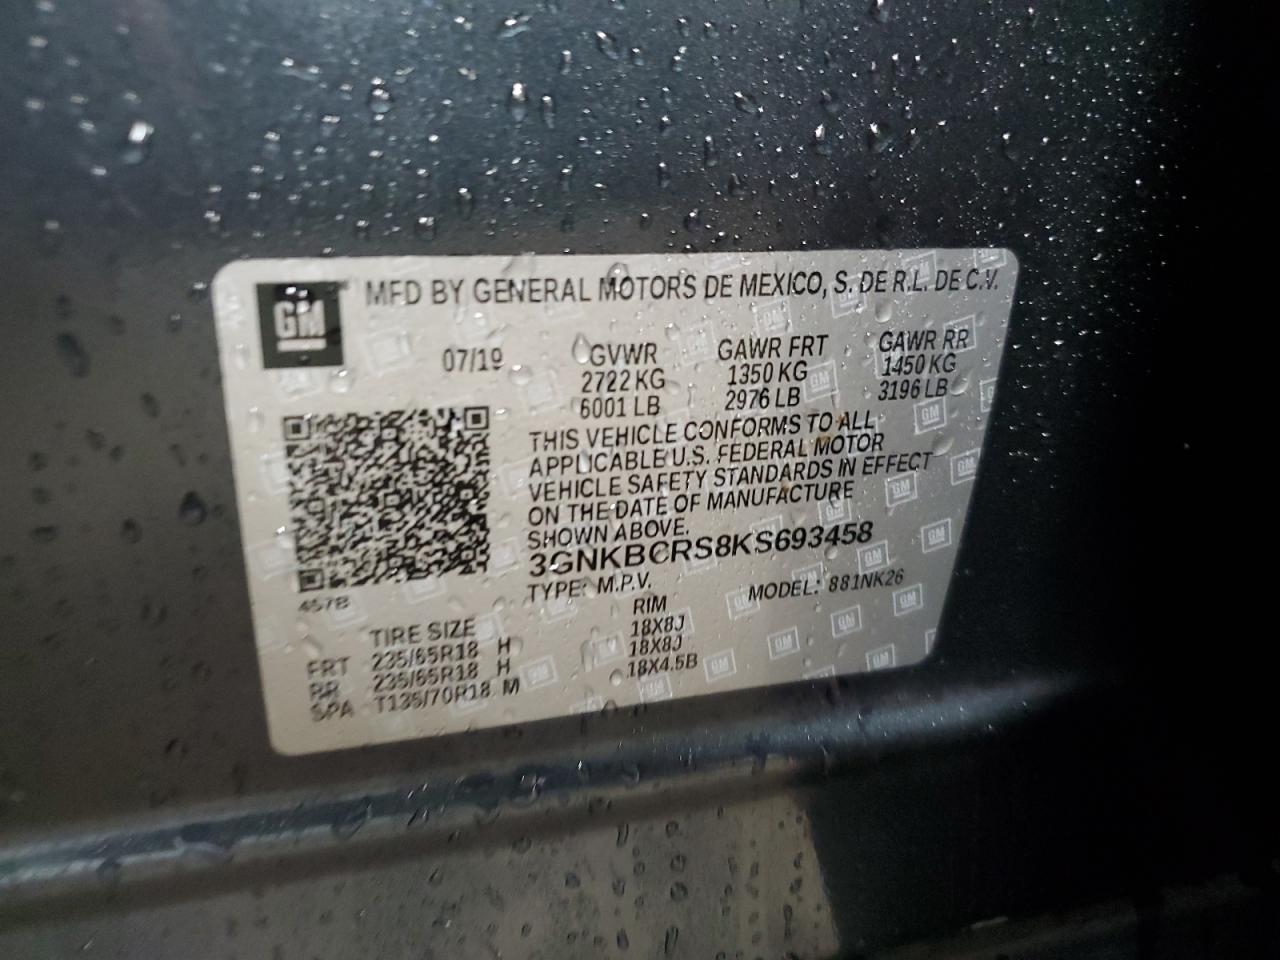 GM
MFD BY GENERAL MOTORS DE MEXICO, S. DE R.L. DE C.V.
07/19 GVWR GAWR FRT GAWR RR
2722 KG 1350 KG 1450 KG
6001 LB 2976 LB 3196 LB
THIS VEHICLE CONFORMS TO ALL
APPLICABLE U.S. FEDERAL MOTOR
VEHICLE SAFETY STANDARDS IN EFFECT
ON THE DATE OF MANUFACTURE
SHOWN ABOVE.
3GNKBCRS8KS693458
TYPE: M.P.V. MODEL: 881NK26
457B
TIRE SIZE RIM
FRT 235/65R18 H 18X8J
RR 235/65R18 H 18X8J
SPA T135/70R18 M 18X4.5B